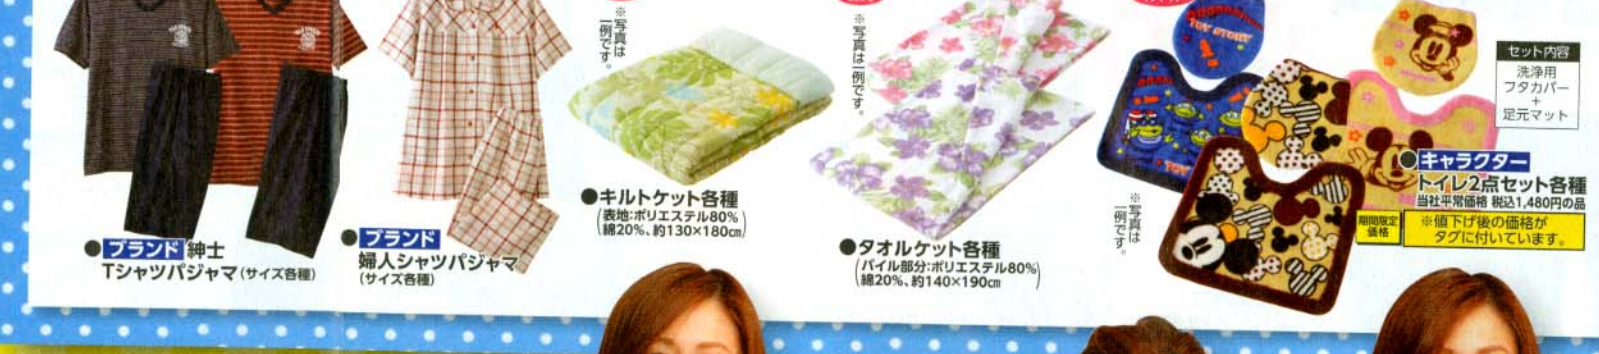 ※写真は
一例です。
※写真は一例です。
TOY STORY
セット内容
洗浄用
フタカバー
+
足元マット
●ブランド 紳士
Tシャツパジャマ(サイズ各種)
●ブランド
婦人シャツパジャマ
(サイズ各種)
●キルトケット各種
(表地:ポリエステル80%
綿20%、約130×180cm)
●タオルケット各種
(パイル部分:ポリエステル80%
綿20%、約140×190cm)
※写真は
一例です。
●キャラクター
トイレ2点セット各種
当社平常価格 税込1,480円の品
期間限定
価格
※値下げ後の価格が
タグに付いています。